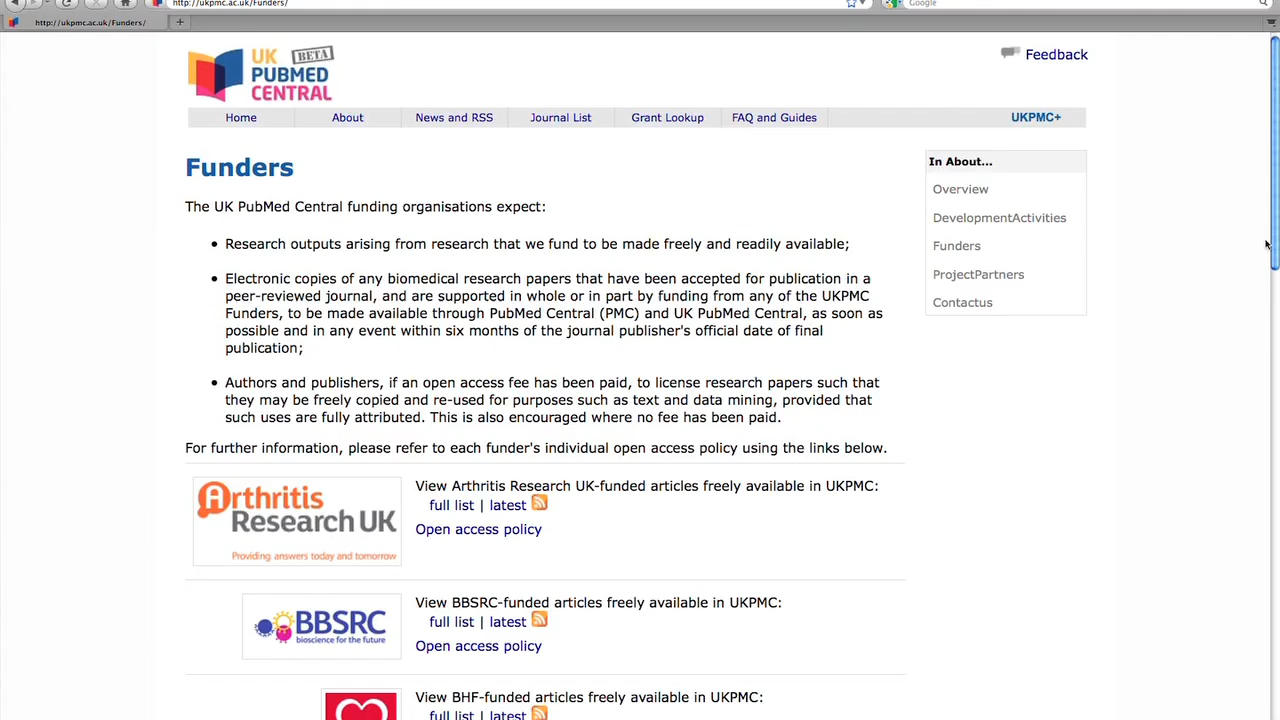 http://ukpmc.ac.uk/Funders/
Google
http://ukpmc.ac.uk/Funders/
UK BETA
PUBMED
CENTRAL
Feedback
Home About News and RSS Journal List Grant Lookup FAQ and Guides UKPMC+
Funders
The UK PubMed Central funding organisations expect:
• Research outputs arising from research that we fund to be made freely and readily available;
• Electronic copies of any biomedical research papers that have been accepted for publication in a
peer-reviewed journal, and are supported in whole or in part by funding from any of the UKPMC
Funders, to be made available through PubMed Central (PMC) and UK PubMed Central, as soon as
possible and in any event within six months of the journal publisher's official date of final
publication;
• Authors and publishers, if an open access fee has been paid, to license research papers such that
they may be freely copied and re-used for purposes such as text and data mining, provided that
such uses are fully attributed. This is also encouraged where no fee has been paid.
For further information, please refer to each funder's individual open access policy using the links below.
In About...
Overview
DevelopmentActivities
Funders
ProjectPartners
Contactus
Arthritis
Research UK
Providing answers today and tomorrow
View Arthritis Research UK-funded articles freely available in UKPMC:
full list | latest
Open access policy
BBSRC
bioscience for the future
View BBSRC-funded articles freely available in UKPMC:
full list | latest
Open access policy
View BHF-funded articles freely available in UKPMC:
full list | latest